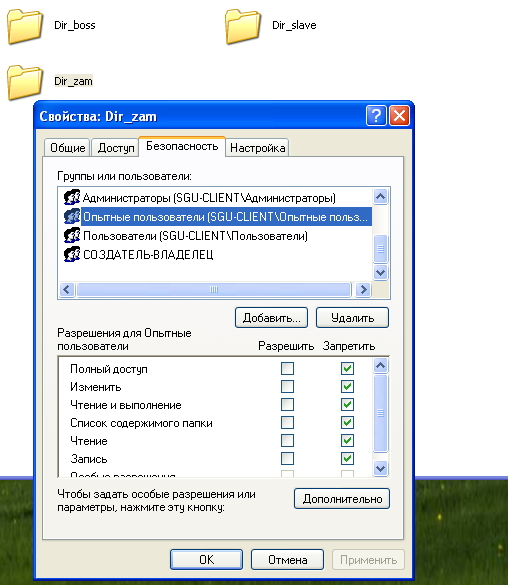 Dir_boss
Dir_slave
Dir_zam
Свойства: Dir_zam
Общие
Доступ
Безопасность
Настройка
Группы или пользователи:
Администраторы (SGU-CLIENT\Администраторы)
Опытные пользователи (SGU-CLIENT\Опытные польз...
Пользователи (SGU-CLIENT\Пользователи)
СОЗДАТЕЛЬ-ВЛАДЕЛЕЦ
Добавить...
Удалить
Разрешения для Опытные
пользователи
Разрешить
Запретить
Полный доступ
Изменить
Чтение и выполнение
Список содержимого папки
Чтение
Запись
Особые разрешения
Чтобы задать особые разрешения или
параметры, нажмите эту кнопку:
Дополнительно
ОК
Отмена
Применить